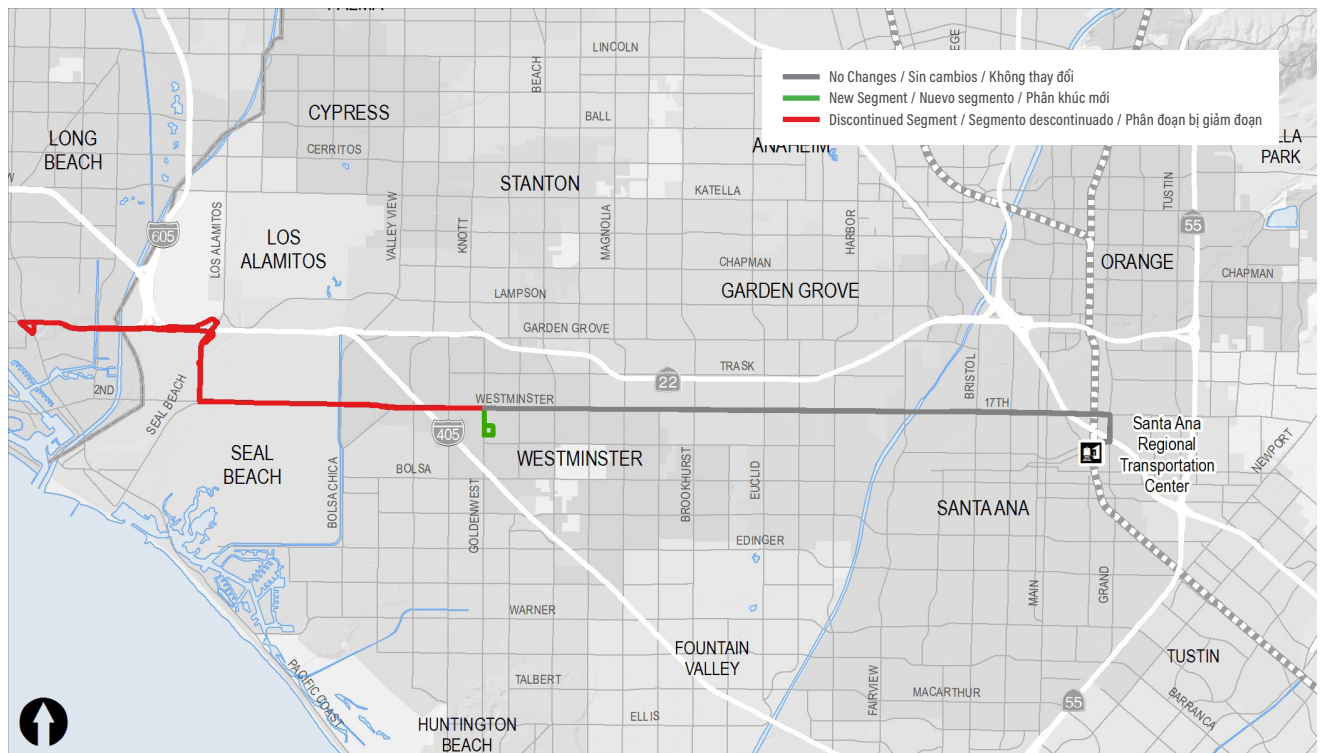 PALMA
LINCOLN
BEACH
EGE
No Changes / Sin cambios / Không thay đổi
New Segment / Nuevo segmento / Phân khúc mới
Discontinued Segment / Segmento descontinuado / Phân đoạn bị giảm đoạn
CYPRESS
BALL
LONG
BEACH
CERRITOS
ANAHEIM
LLA
PARK
STANTON
KATELLA
TUSTIN
605
LOS ALAMITOS
LOS
ALAMITOS
VALLEY VIEW
KNOTT
MAGNOLIA
HARBOR
55
CHAPMAN
ORANGE
CHAPMAN
LAMPSON
GARDEN GROVE
GARDEN GROVE
TRASK
BRISTOL
22
2ND
SEAL BEACH
WESTMINSTER
17TH
405
SEAL
BEACH
BOLSA CHICA
BOLSA
GOLDENWEST
WESTMINSTER
BROOKHURST
EUCLID
Santa Ana
Regional
Transportation
Center
NEWPORT
SANTA ANA
EDINGER
MAIN
GRAND
WARNER
FOUNTAIN
VALLEY
TUSTIN
PACIFIC COAST
TALBERT
FAIRVIEW
MACARTHUR
55
BARRANCA
HUNTINGTON
BEACH
ELLIS